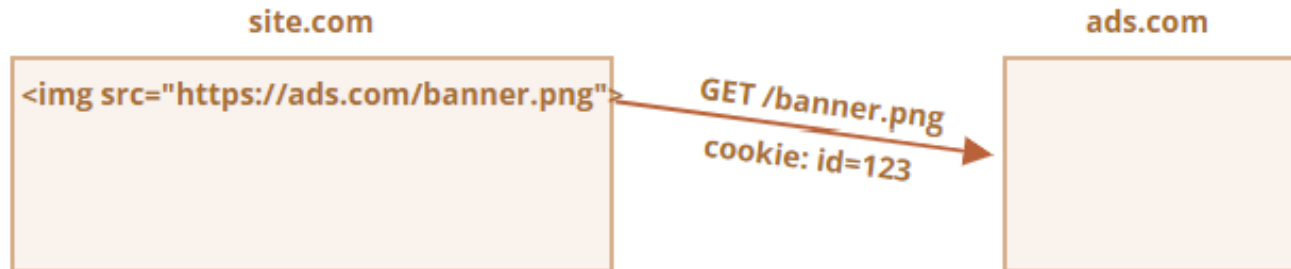 site.com
ads.com
<img src="https://ads.com/banner.png">
GET /banner.png
cookie: id=123